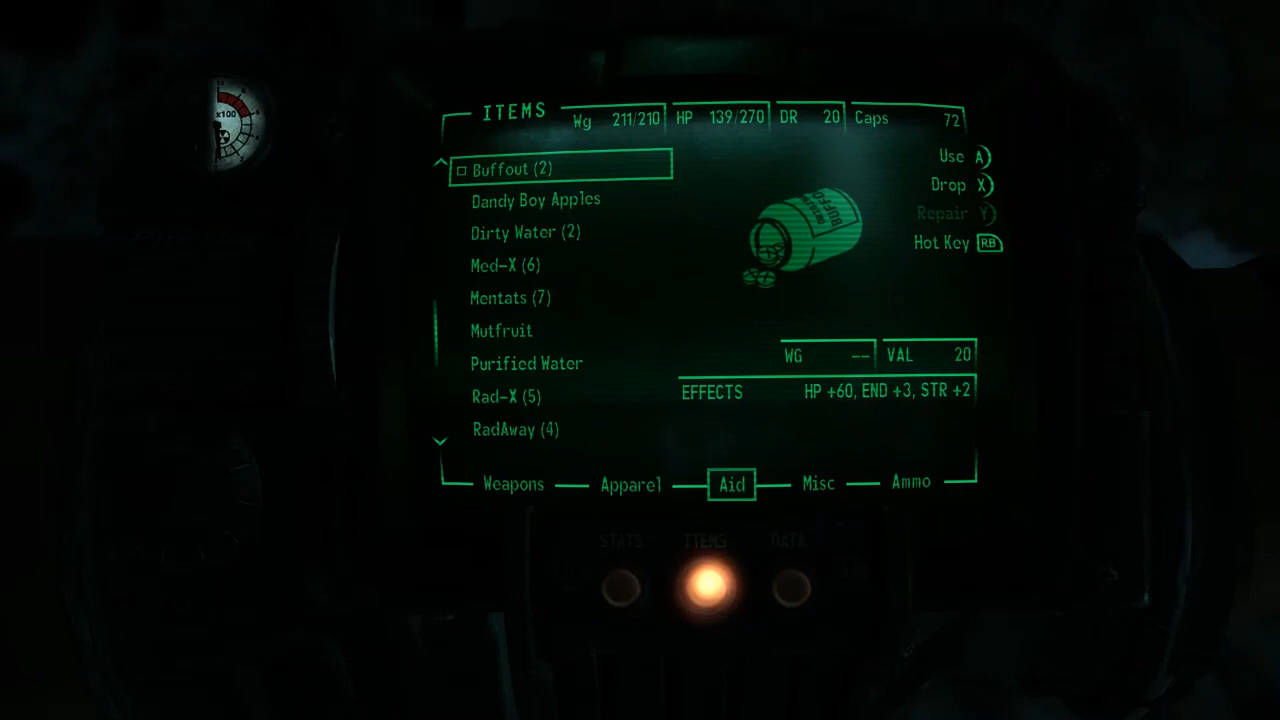 ITEMS Wg 211/210 HP 139/270 DR 20 Caps 72
Buffout (2)
Dandy Boy Apples
Dirty Water (2)
Med-X (6)
Mentats (7)
Mutfruit
Purified Water
Rad-X (5)
RadAway (4)
Use A)
Drop X)
Repair Y)
Hot Key RB
BUFFO
WG -- VAL 20
EFFECTS HP +60, END +3, STR +2
Weapons Apparel Aid Misc Ammo
STATS ITEMS DATA
x100